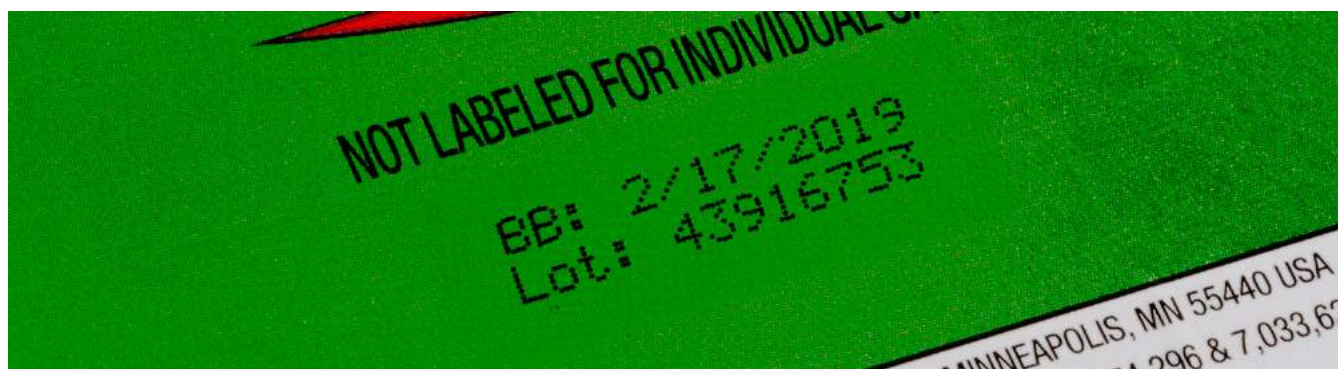 NOT LABELED FOR INDIVIDUAL
BB: 2/17/2019
Lot: 43916753
MINNEAPOLIS, MN 55440 USA
296 & 7,033,6